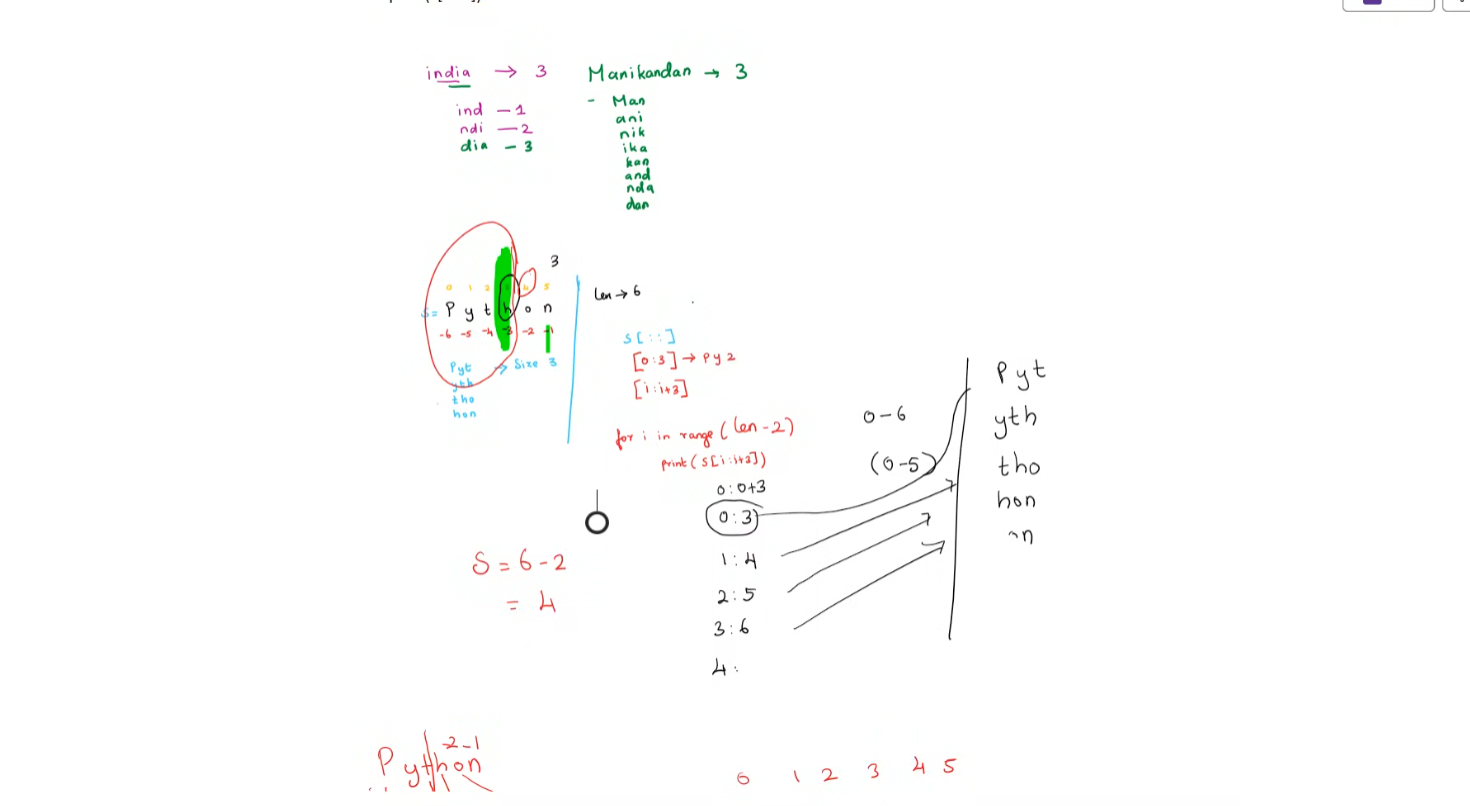 india → 3
ind - 1
ndi - 2
dia - 3
Manikandan → 3
- Man
ani
nik
ika
kan
and
nda
dan
3
0 1 2 4 5
S= P y t h o n
-6 -5 -4 -3 -2 -1
Pyt → Size 3
yth
tho
hon
Len → 6
S[::]
[0:3] → Py 2
[i:i+3]
for i in range (len-2)
print(S[i:i+3])
0:0+3
0:3
1:4
2:5
3:6
4:
0-6
(0-5)
Pyt
yth
tho
hon
S = 6-2
= 4
2-1
Python
6 1 2 3 4 5